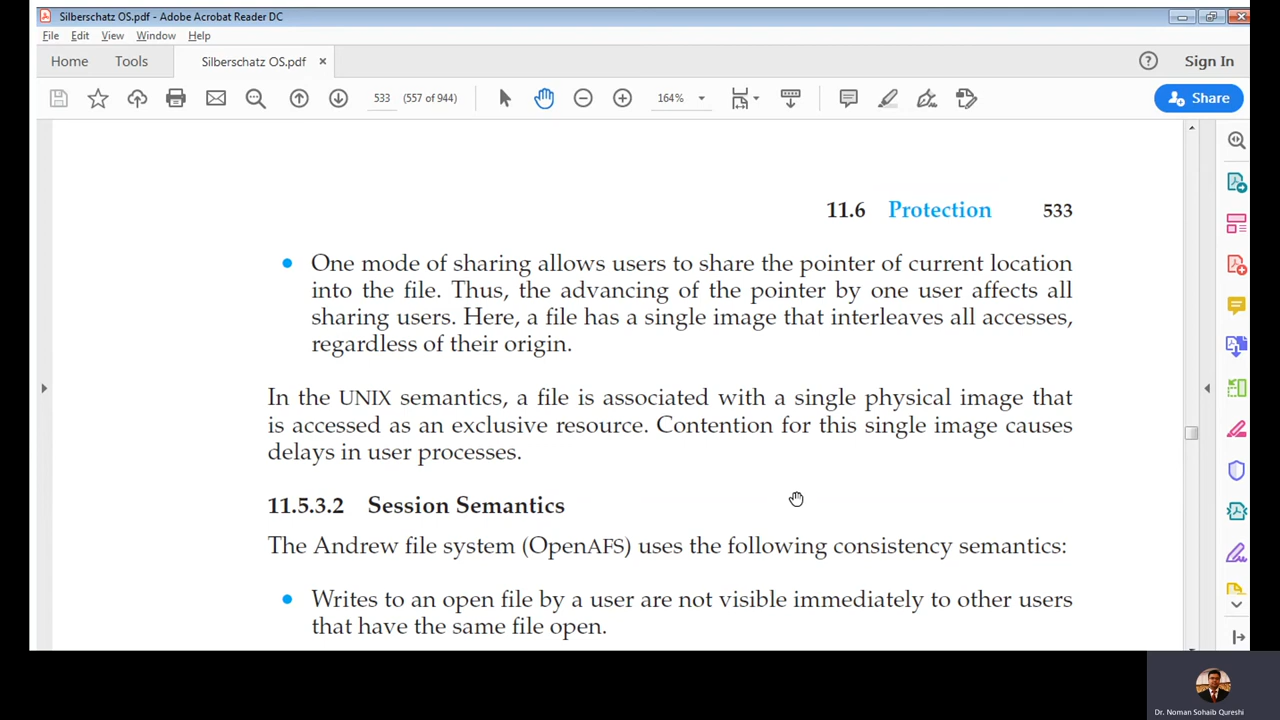 Silberschatz OS.pdf - Adobe Acrobat Reader DC
File Edit View Window Help
Home Tools Silberschatz OS.pdf × Sign In
533 (557 of 944) 164% Share
11.6 Protection 533
• One mode of sharing allows users to share the pointer of current location
into the file. Thus, the advancing of the pointer by one user affects all
sharing users. Here, a file has a single image that interleaves all accesses,
regardless of their origin.
In the UNIX semantics, a file is associated with a single physical image that
is accessed as an exclusive resource. Contention for this single image causes
delays in user processes.
11.5.3.2 Session Semantics
The Andrew file system (OpenAFS) uses the following consistency semantics:
• Writes to an open file by a user are not visible immediately to other users
that have the same file open.
Dr. Noman Sohaib Qureshi